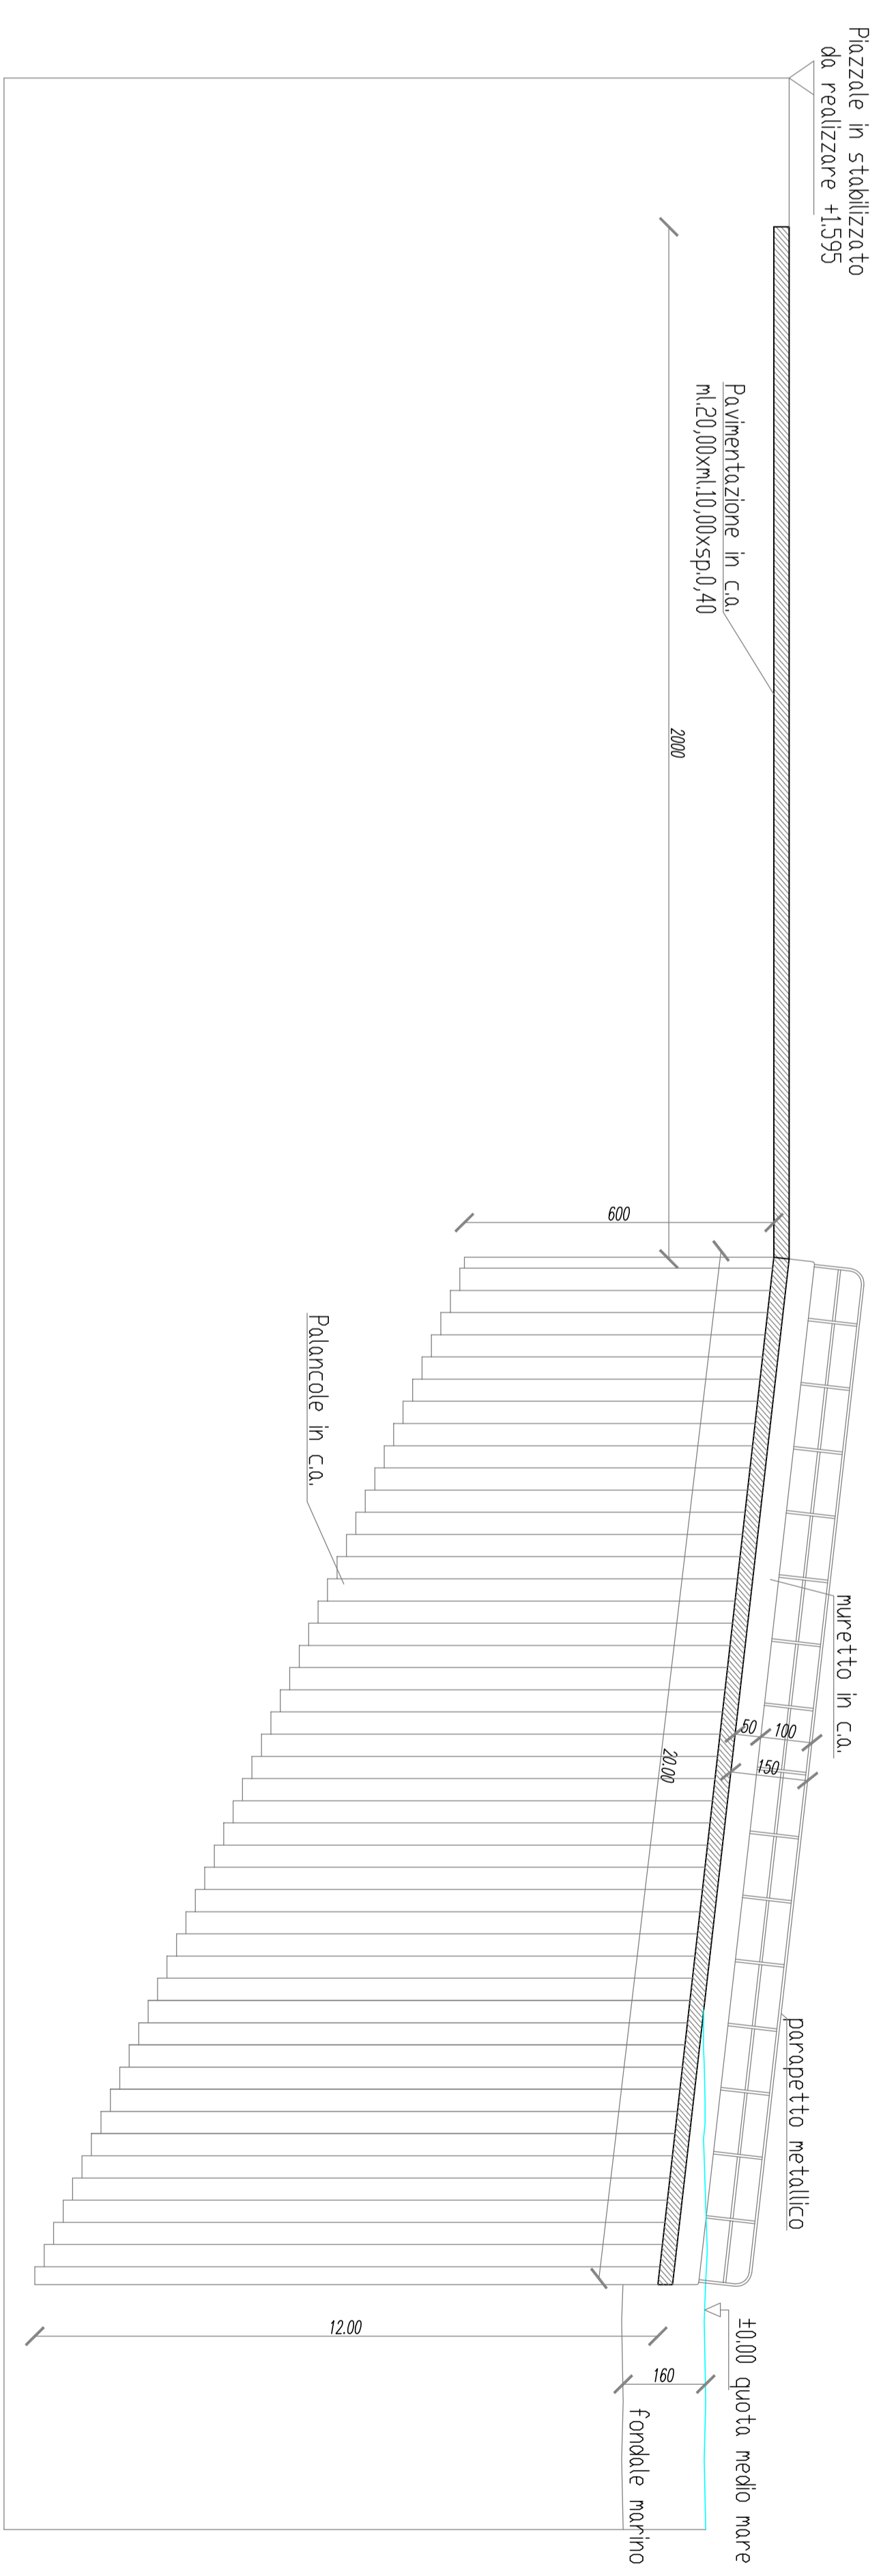 Piazzale in stabilizzato
da realizzare +1.595
Pavimentazione in c.a.
ml.20,00xml.10,00xsp.0,40
2000
600
Palancole in c.a.
muretto in c.a.
50
100
150
20.00
parapetto metallico
±0,00 quota medio mare
12.00
160
fondale marino